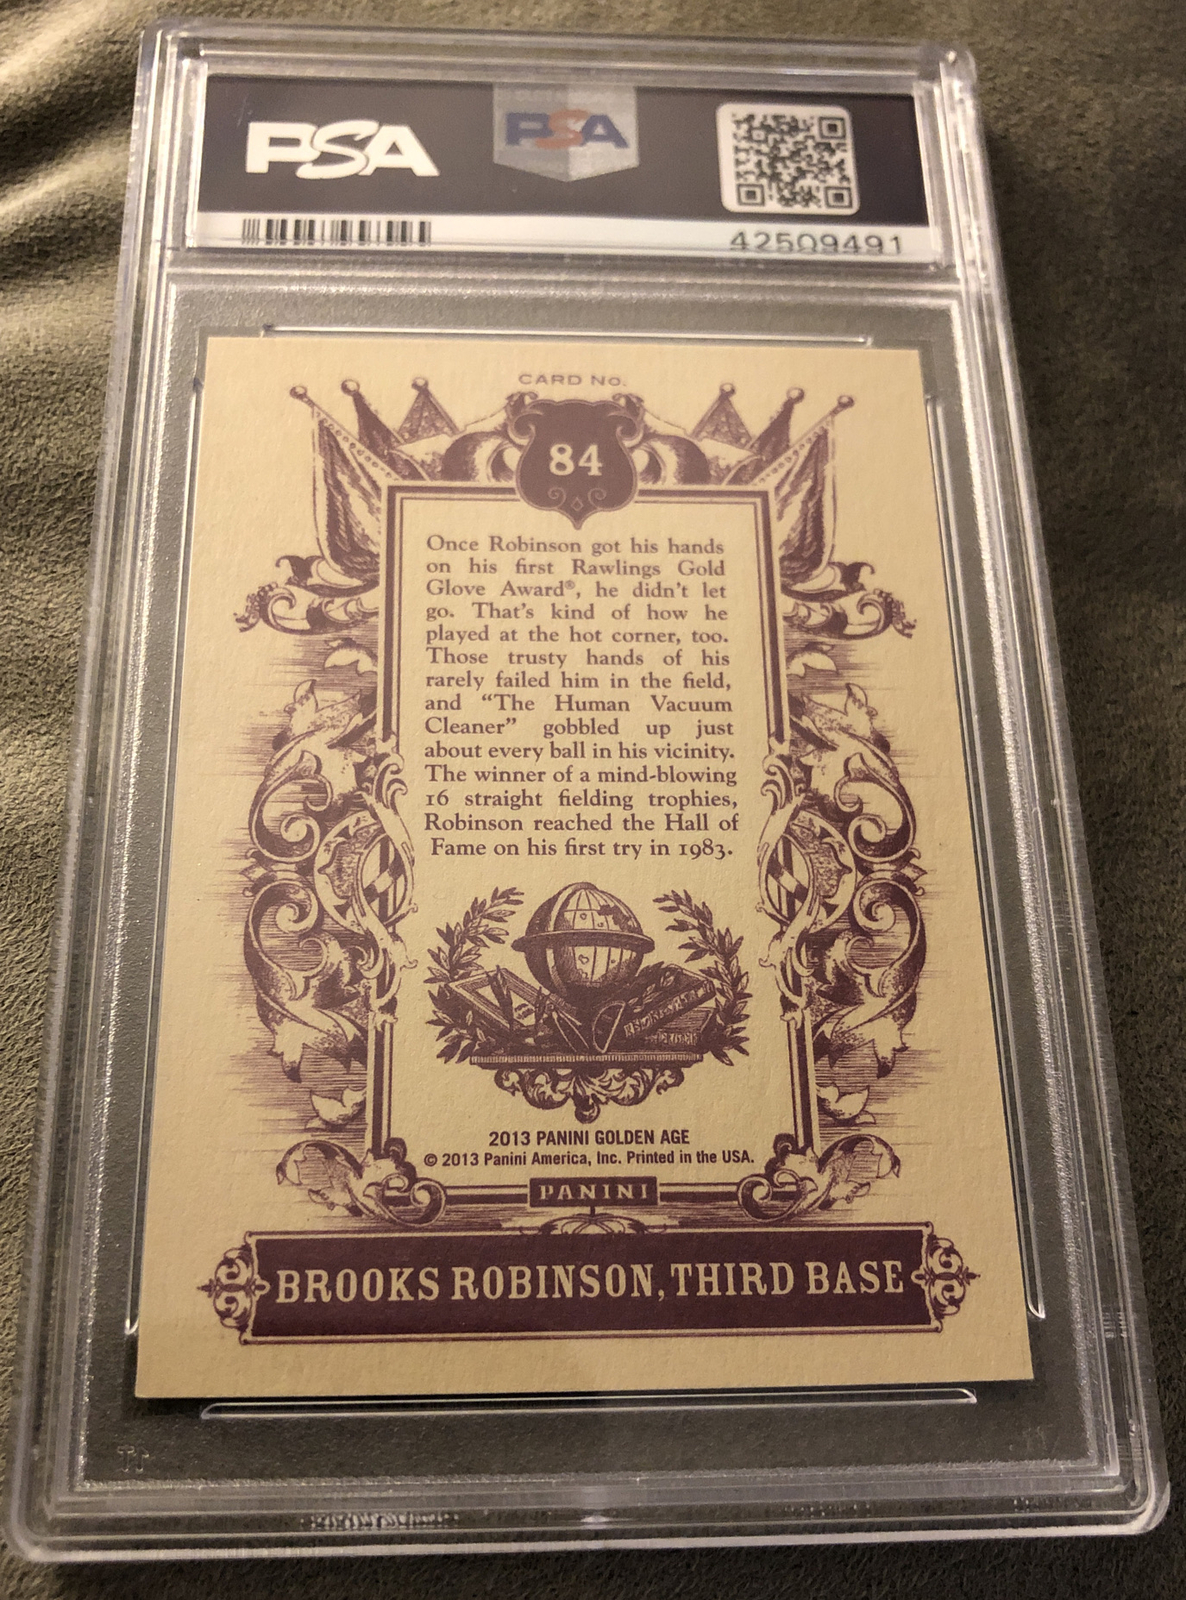 PSA
PSA
42509491
CARD NO.
84
Once Robinson got his hands
on his first Rawlings Gold
Glove Award®, he didn't let
go. That's kind of how he
played at the hot corner, too.
Those trusty hands of his
rarely failed him in the field,
and “The Human Vacuum
Cleaner” gobbled up just
about every ball in his vicinity.
The winner of a mind-blowing
16 straight fielding trophies,
Robinson reached the Hall of
Fame on his first try in 1983.
2013 PANINI GOLDEN AGE
© 2013 Panini America, Inc. Printed in the USA.
PANINI
BROOKS ROBINSON, THIRD BASE